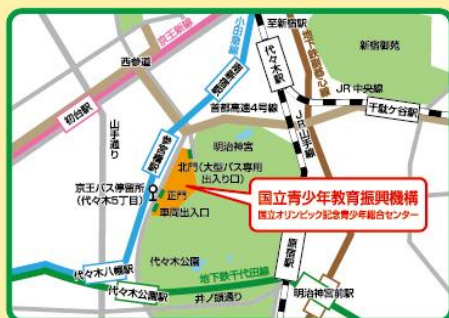 至新宿駅
京王新線
小田急線
地下鉄副都心線
新宿御苑
代々木駅
西参道
南新宿駅
JR中央線
首都高速4号線
千駄ケ谷駅
初台駅
山手通り
JR山手線
参宮橋駅
明治神宮
北門(大型バス専用
出入り口)
京王バス停留所
(代々木5丁目)
正門
車両出入口
国立青少年教育振興機構
国立オリンピック記念青少年総合センター
代々木公園
原宿駅
代々木八幡駅
地下鉄千代田線
代々木公園駅
井ノ頭通り
明治神宮前駅